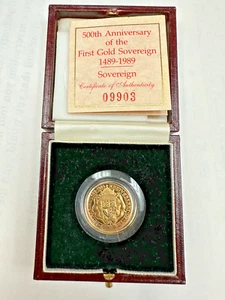 500th Anniversary
of the
First Gold Sovereign
1489-1989
Sovereign
Certificate of Authenticity
09903